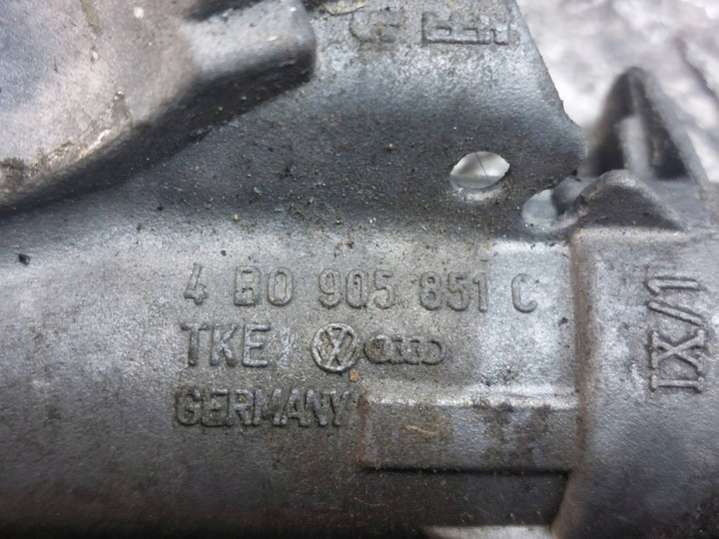 4 B0 905 851 C
TKE
GERMANY
IX/1